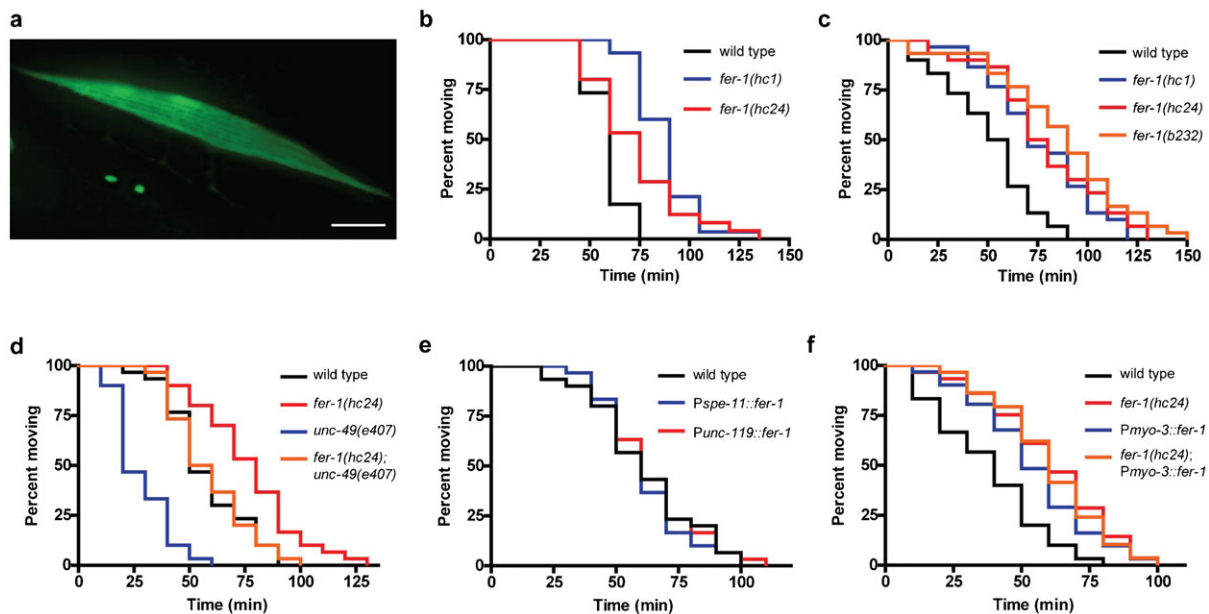 a
b
100
75
50
25
0
Percent moving
0 25 50 75 100 125 150
Time (min)
wild type
fer-1(hc1)
fer-1(hc24)
c
100
75
50
25
0
Percent moving
0 25 50 75 100 125 150
Time (min)
wild type
fer-1(hc1)
fer-1(hc24)
fer-1(b232)
d
100
75
50
25
0
Percent moving
0 25 50 75 100 125
Time (min)
wild type
fer-1(hc24)
unc-49(e407)
fer-1(hc24);
unc-49(e407)
e
100
75
50
25
0
Percent moving
0 25 50 75 100
Time (min)
wild type
Pspe-11::fer-1
Punc-119::fer-1
f
100
75
50
25
0
Percent moving
0 25 50 75 100
Time (min)
wild type
fer-1(hc24)
Pmyo-3::fer-1
fer-1(hc24);
Pmyo-3::fer-1